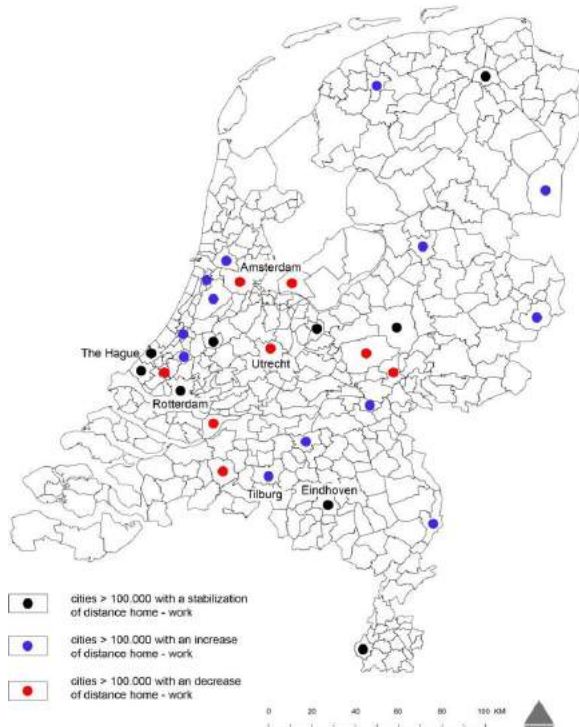 Amsterdam
The Hague
Utrecht
Rotterdam
Tilburg
Eindhoven
cities > 100.000 with a stabilization
of distance home - work
cities > 100.000 with an increase
of distance home - work
cities > 100.000 with an decrease
of distance home - work
0 20 40 60 80 100 KM